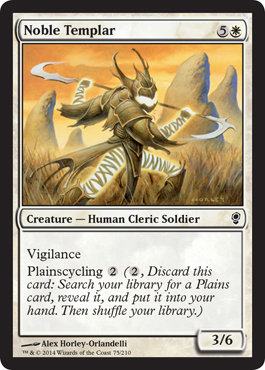 Noble Templar 5
Creature — Human Cleric Soldier
Vigilance
Plainscycling 2 (2, Discard this
card: Search your library for a Plains
card, reveal it, and put it into your
hand. Then shuffle your library.)
Alex Horley-Orlandelli
™ & © 2014 Wizards of the Coast 75/210
3/6